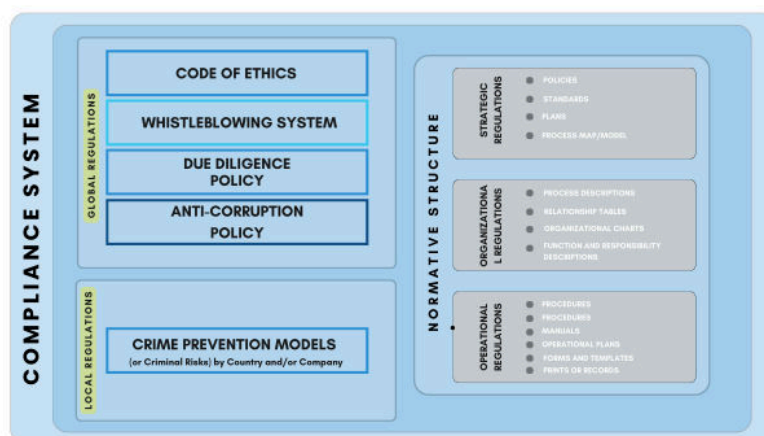 COMPLIANCE SYSTEM
GLOBAL REGULATIONS
CODE OF ETHICS
WHISTLEBLOWING SYSTEM
DUE DILIGENCE
POLICY
ANTI-CORRUPTION
POLICY
LOCAL REGULATIONS
CRIME PREVENTION MODELS
(or Criminal Risks) by Country and/or Company
NORMATIVE STRUCTURE
STRATEGIC
REGULATIONS
POLICIES
STANDARDS
PLANS
PROCESS MAP/MODEL
ORGANIZATIONA
L REGULATIONS
PROCESS DESCRIPTIONS
RELATIONSHIP TABLES
ORGANIZATIONAL CHARTS
FUNCTION AND RESPONSIBILITY
DESCRIPTIONS
OPERATIONAL
REGULATIONS
PROCEDURES
PROCEDURES
MANUALS
OPERATIONAL PLANS
FORMS AND TEMPLATES
PRINTS OR RECORDS